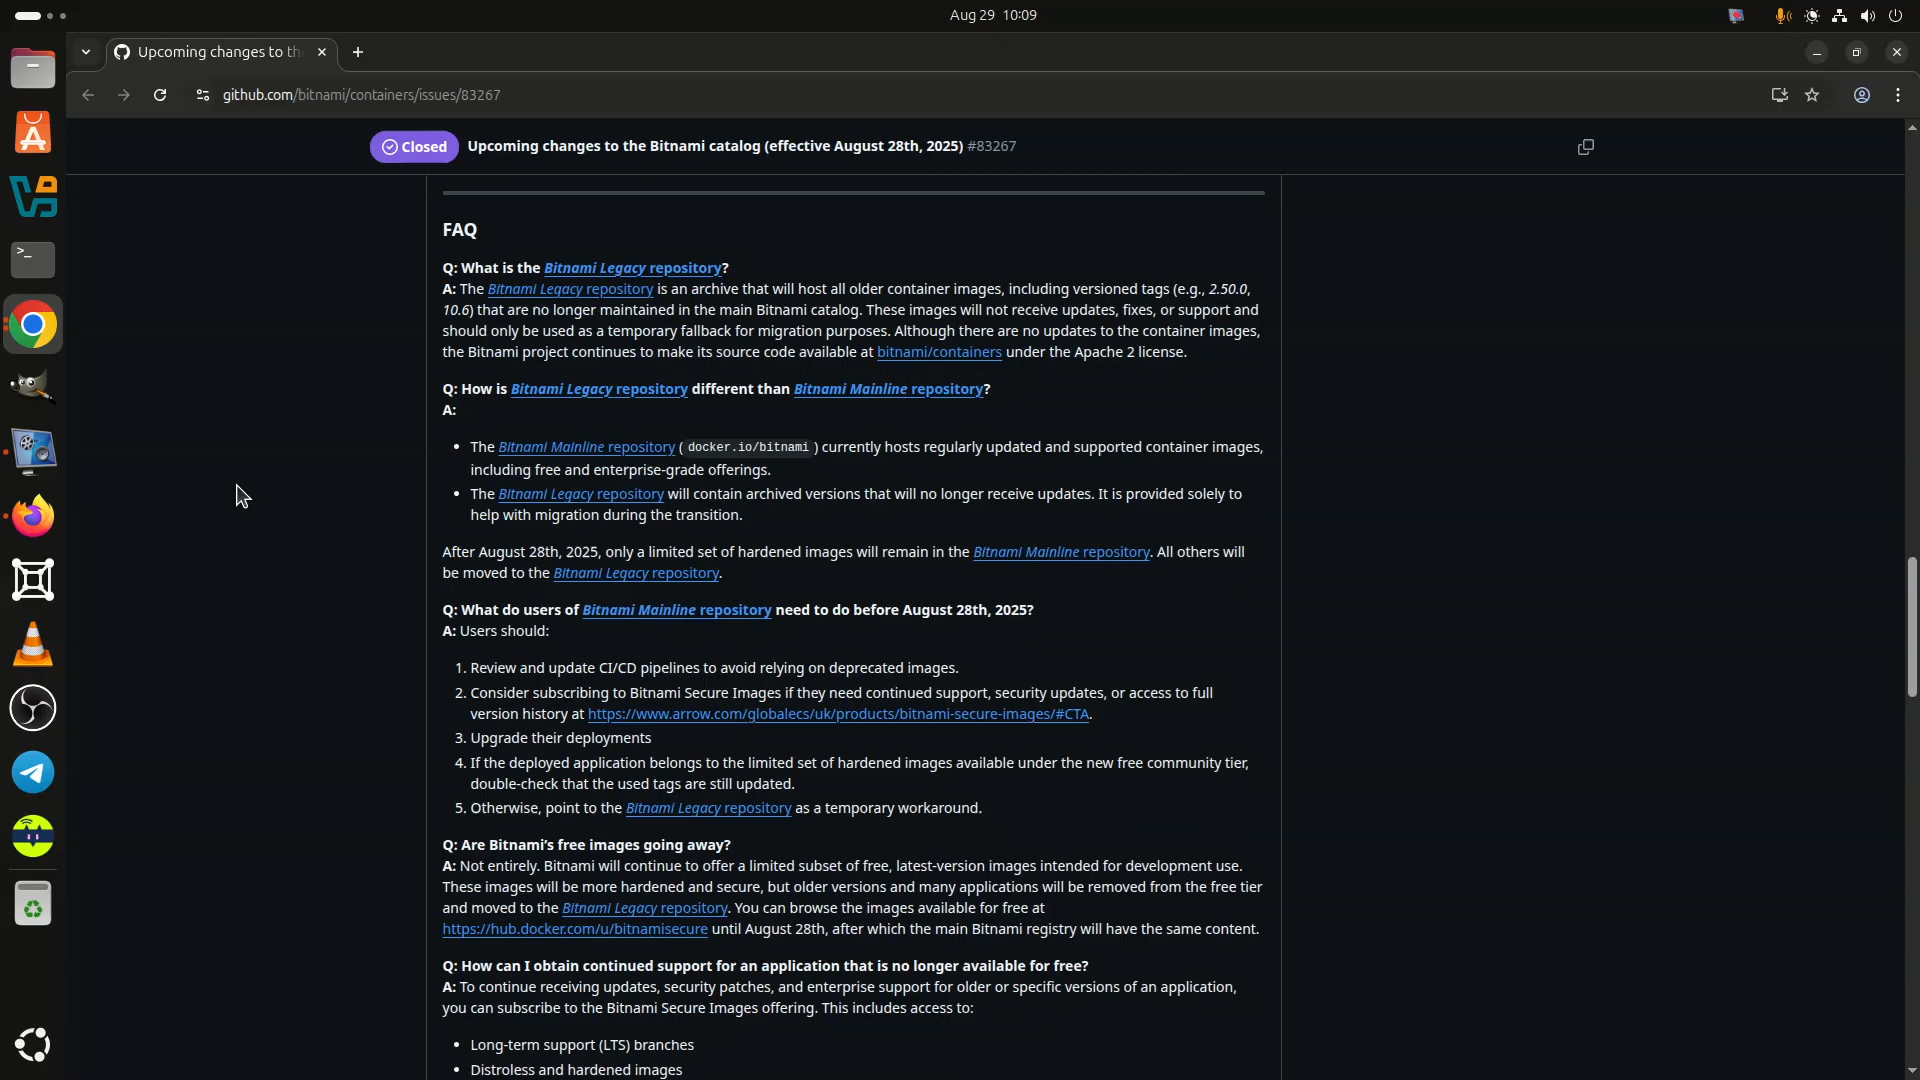 Aug 29 10:09
Upcoming changes to th
github.com/bitnami/containers/issues/83267
Closed
Upcoming changes to the Bitnami catalog (effective August 28th, 2025) #83267
FAQ
Q: What is the Bitnami Legacy repository?
A: The Bitnami Legacy repository is an archive that will host all older container images, including versioned tags (e.g., 2.50.0,
10.6) that are no longer maintained in the main Bitnami catalog. These images will not receive updates, fixes, or support and
should only be used as a temporary fallback for migration purposes. Although there are no updates to the container images,
the Bitnami project continues to make its source code available at bitnami/containers under the Apache 2 license.
Q: How is Bitnami Legacy repository different than Bitnami Mainline repository?
A:
• The Bitnami Mainline repository (docker.io/bitnami) currently hosts regularly updated and supported container images,
including free and enterprise-grade offerings.
• The Bitnami Legacy repository will contain archived versions that will no longer receive updates. It is provided solely to
help with migration during the transition.
After August 28th, 2025, only a limited set of hardened images will remain in the Bitnami Mainline repository. All others will
be moved to the Bitnami Legacy repository.
Q: What do users of Bitnami Mainline repository need to do before August 28th, 2025?
A: Users should:
1. Review and update CI/CD pipelines to avoid relying on deprecated images.
2. Consider subscribing to Bitnami Secure Images if they need continued support, security updates, or access to full
version history at https://www.arrow.com/globalecs/uk/products/bitnami-secure-images/#CTA.
3. Upgrade their deployments
4. If the deployed application belongs to the limited set of hardened images available under the new free community tier,
double-check that the used tags are still updated.
5. Otherwise, point to the Bitnami Legacy repository as a temporary workaround.
Q: Are Bitnami’s free images going away?
A: Not entirely. Bitnami will continue to offer a limited subset of free, latest-version images intended for development use.
These images will be more hardened and secure, but older versions and many applications will be removed from the free tier
and moved to the Bitnami Legacy repository. You can browse the images available for free at
https://hub.docker.com/u/bitnamisecure until August 28th, after which the main Bitnami registry will have the same content.
Q: How can I obtain continued support for an application that is no longer available for free?
A: To continue receiving updates, security patches, and enterprise support for older or specific versions of an application,
you can subscribe to the Bitnami Secure Images offering. This includes access to:
• Long-term support (LTS) branches
• Distroless and hardened images